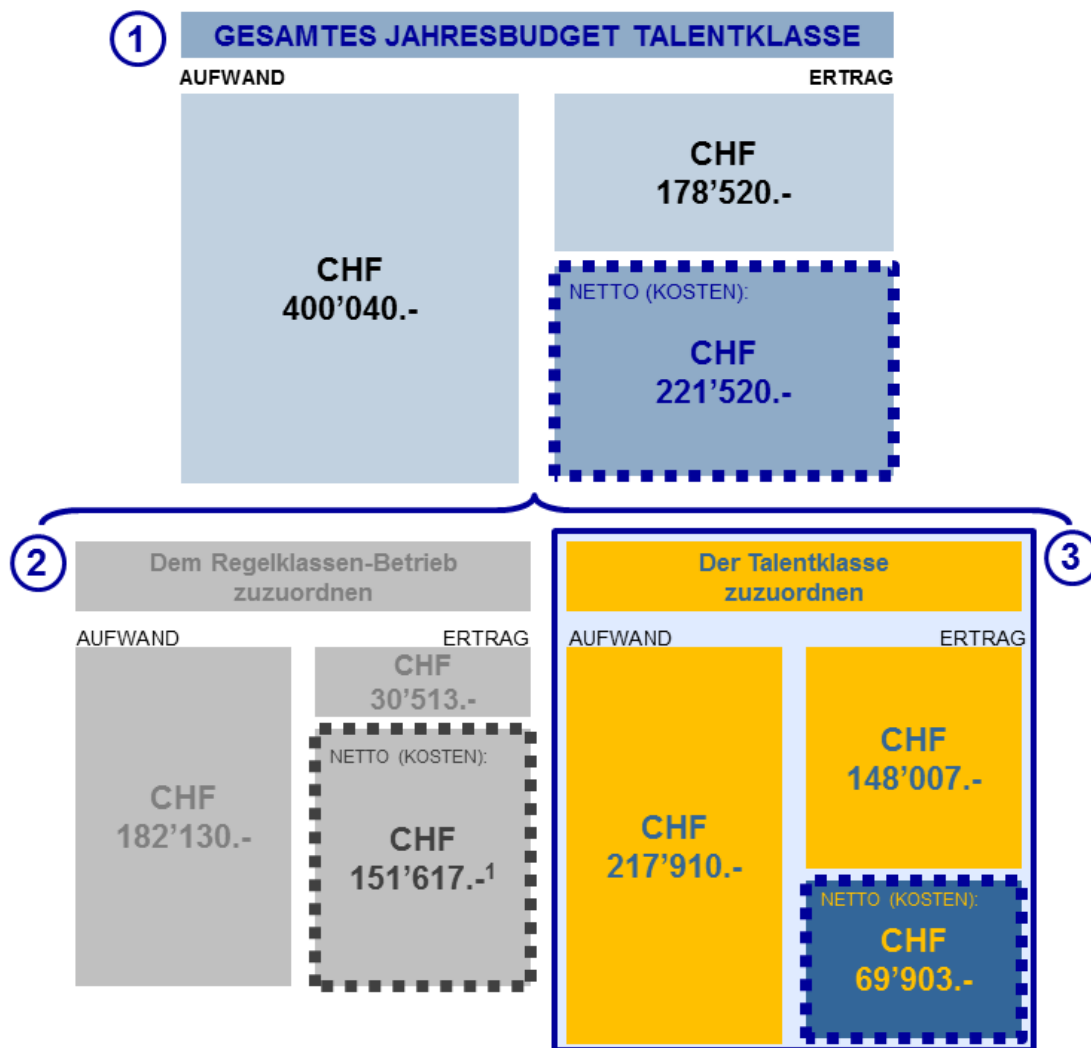 1
GESAMTES JAHRESBUDGET TALENTKLASSE
AUFWAND
ERTRAG
CHF
400’040.-
CHF
178’520.-
NETTO (KOSTEN):
CHF
221’520.-
2
Dem Regelklassen-Betrieb
zuzuordnen
AUFWAND
ERTRAG
CHF
182’130.-
CHF
30’513.-
NETTO (KOSTEN):
CHF
151’617.-¹
3
Der Talentklasse
zuzuordnen
AUFWAND
ERTRAG
CHF
217’910.-
CHF
148’007.-
NETTO (KOSTEN):
CHF
69’903.-